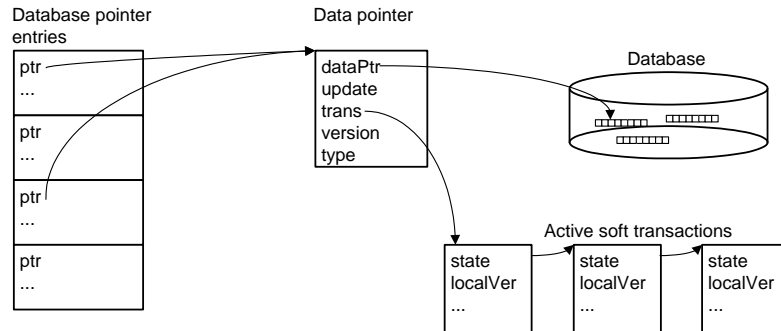 Database pointer
entries
Data pointer
ptr
...
ptr
...
ptr
...
ptr
...
dataPtr
update
trans
version
type
Database
Active soft transactions
state
localVer
...
state
localVer
...
state
localVer
...